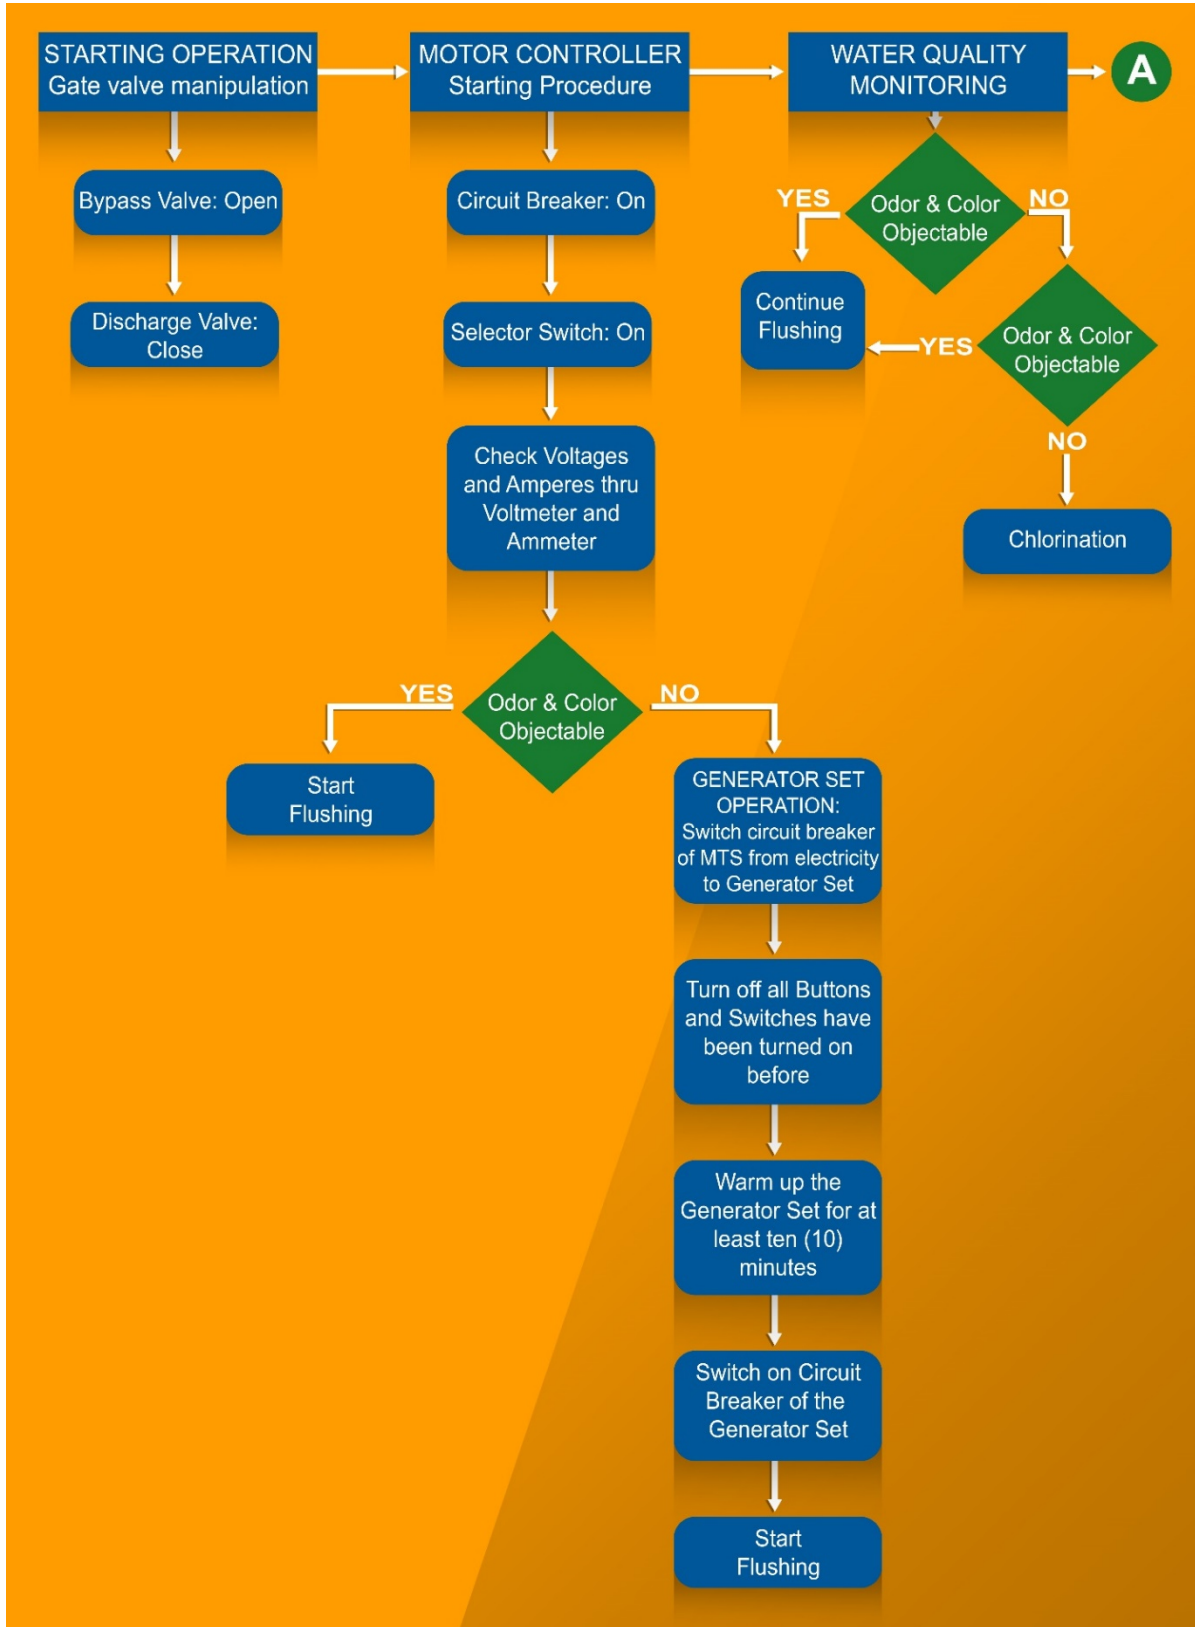 STARTING OPERATION
Gate valve manipulation
MOTOR CONTROLLER
Starting Procedure
WATER QUALITY
MONITORING
A
Bypass Valve: Open
Discharge Valve:
Close
Circuit Breaker: On
Selector Switch: On
Check Voltages
and Amperes thru
Voltmeter and
Ammeter
YES
Odor & Color
Objectable
NO
Start
Flushing
GENERATOR SET
OPERATION:
Switch circuit breaker
of MTS from electricity
to Generator Set
Turn off all Buttons
and Switches have
been turned on
before
Warm up the
Generator Set for at
least ten (10)
minutes
Switch on Circuit
Breaker of the
Generator Set
Start
Flushing
YES
Odor & Color
Objectable
NO
Continue
Flushing
YES
Odor & Color
Objectable
NO
Chlorination